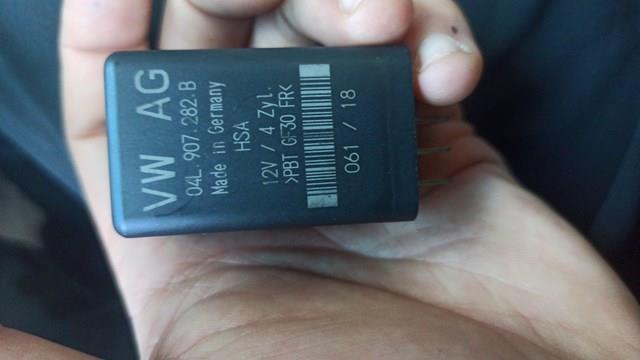 VW AG
04L.907.282.B
Made in Germany
HSA
12V / 4 Zyl.
>PBT GF30 FR<
061 / 18